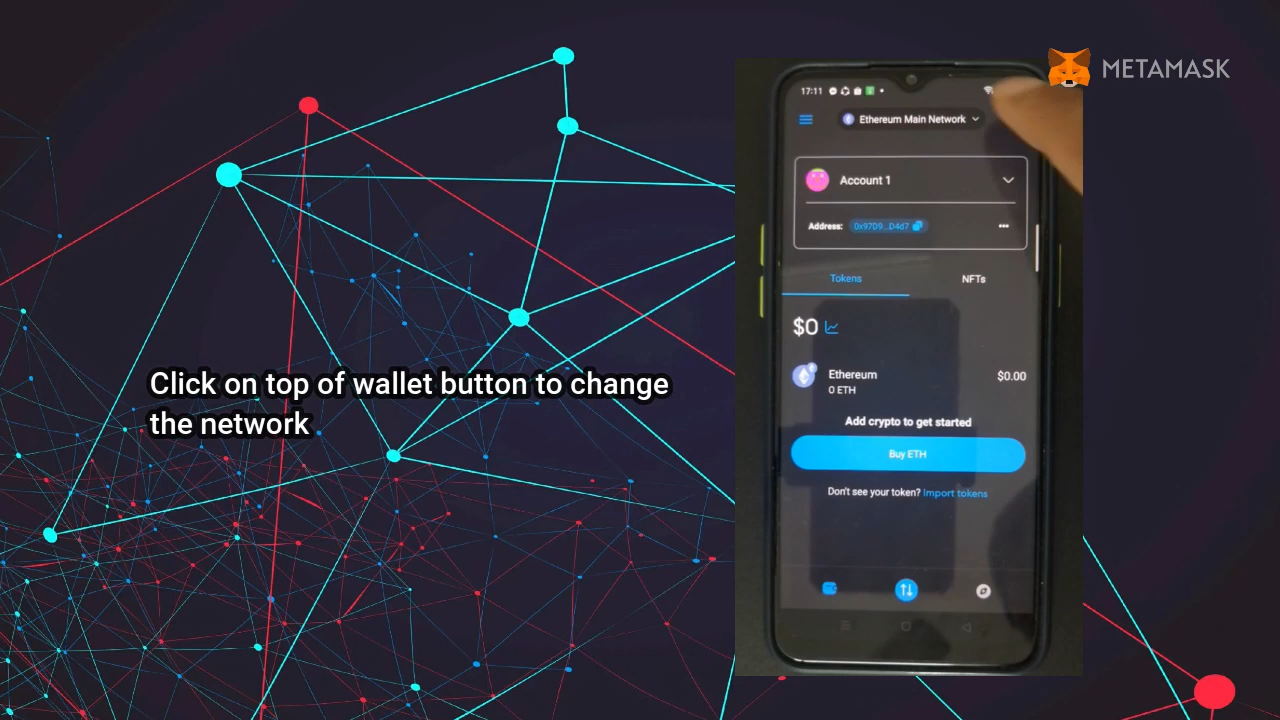 METAMASK
17:11
Ethereum Main Network
Account 1
Address: 0x97D9...D4d7
Tokens NFTs
$0
Ethereum $0.00
0 ETH
Add crypto to get started
Buy ETH
Don't see your token? Import tokens
Click on top of wallet button to change
the network